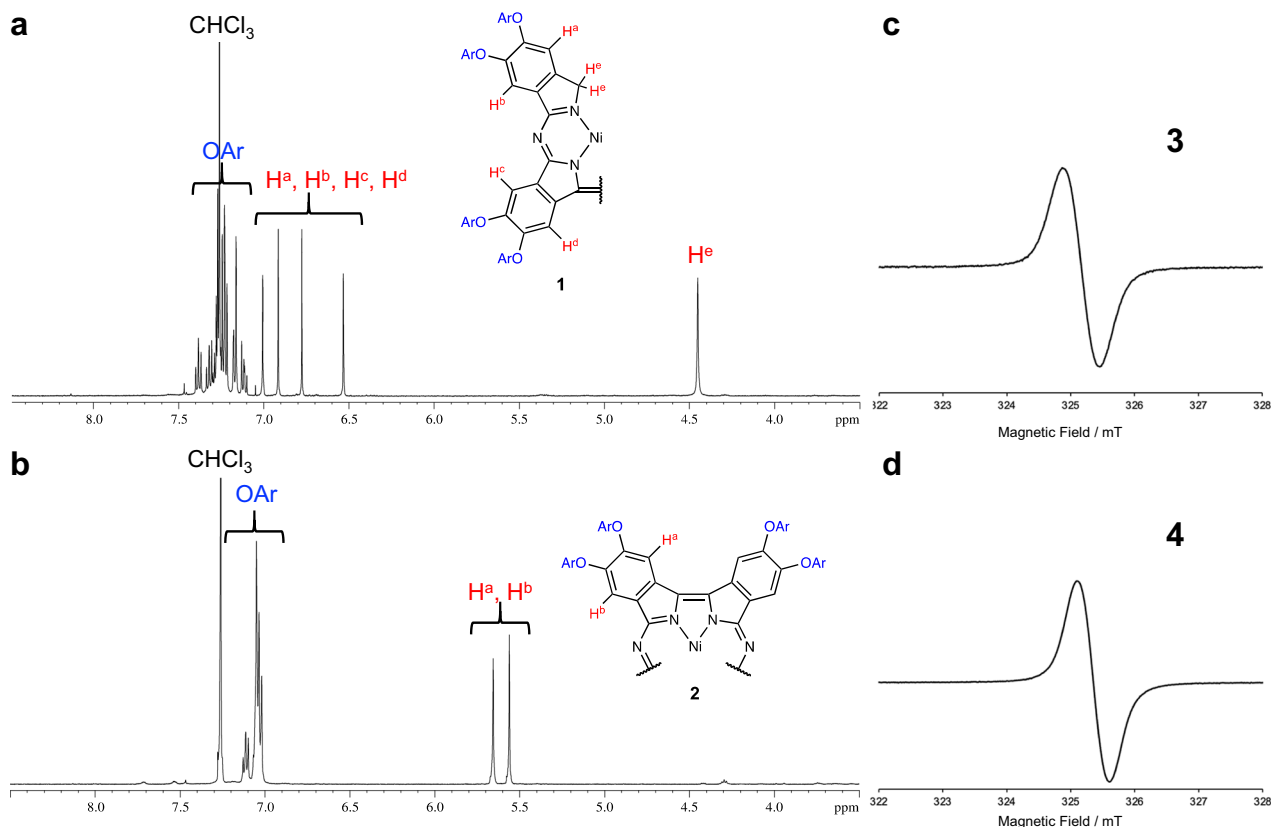 a
CHCl3
OAr
Ha, Hb, Hc, Hd
He
ArO
Ha
ArO
He
He
Hb
N
N
Ni
N
Hc
ArO
Hd
ArO
1
8.0 7.5 7.0 6.5 6.0 5.5 5.0 4.5 4.0 ppm
b
CHCl3
OAr
Ha, Hb
ArO
Ha
OAr
ArO
OAr
Hb
N
N
N
Ni
N
2
8.0 7.5 7.0 6.5 6.0 5.5 5.0 4.5 4.0 ppm
c
3
322 323 324 325 326 327 328
Magnetic Field / mT
d
4
322 323 324 325 326 327 328
Magnetic Field / mT